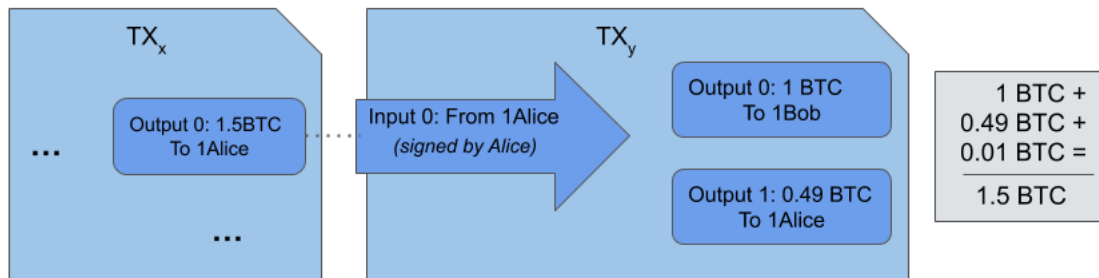 TXx
...
Output 0: 1.5BTC
To 1Alice
...
Input 0: From 1Alice
(signed by Alice)
TXy
Output 0: 1 BTC
To 1Bob
Output 1: 0.49 BTC
To 1Alice
1 BTC +
0.49 BTC +
0.01 BTC =
1.5 BTC